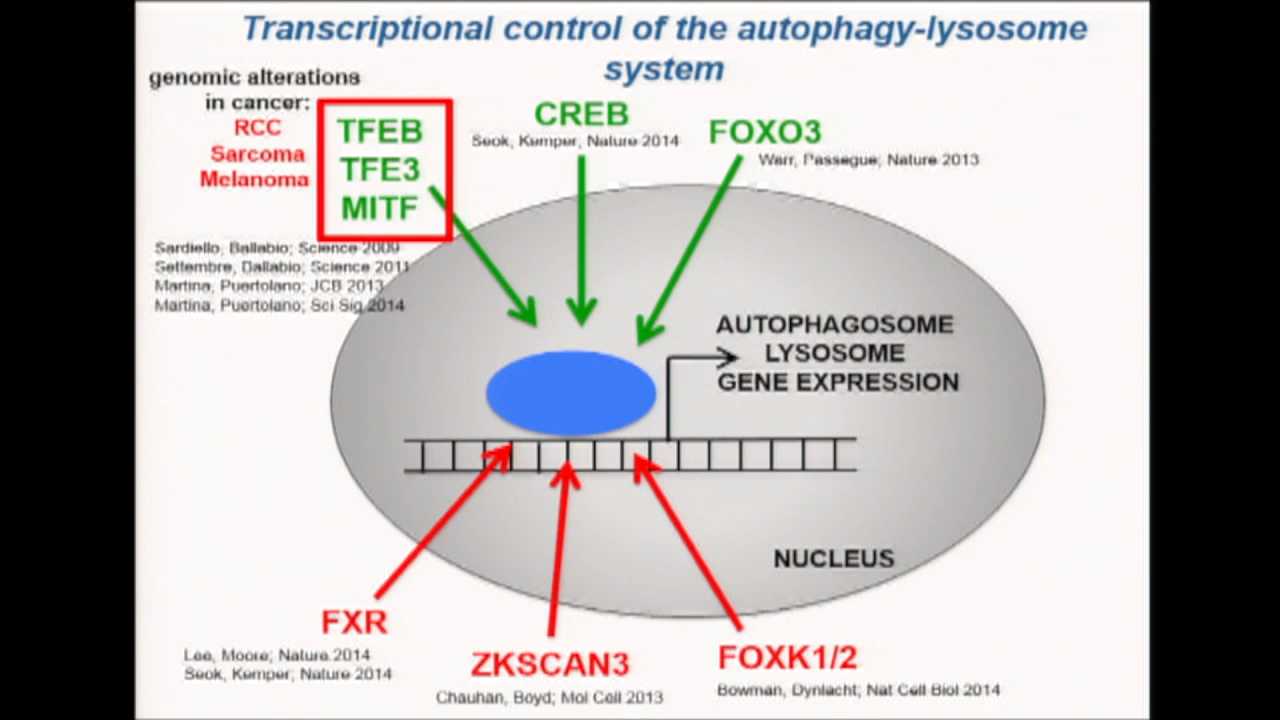 Transcriptional control of the autophagy-lysosome
system
genomic alterations
in cancer:
RCC
Sarcoma
Melanoma
TFEB
TFE3
MITF
CREB
Seok, Kemper, Nature 2014
FOXO3
Warr, Passegue; Nature 2013
Sardiello, Ballabio; Science 2009
Settembre, Ballabio; Science 2011
Martina, Puertolano; JCB 2013
Martina, Puertolano; Sci Sig 2014
AUTOPHAGOSOME
LYSOSOME
GENE EXPRESSION
NUCLEUS
FXR
Lee, Moore; Nature 2014
Seok, Kemper, Nature 2014
ZKSCAN3
Chauhan, Boyd; Mol Cell 2013
FOXK1/2
Bowman, Dynlacht; Nat Cell Biol 2014